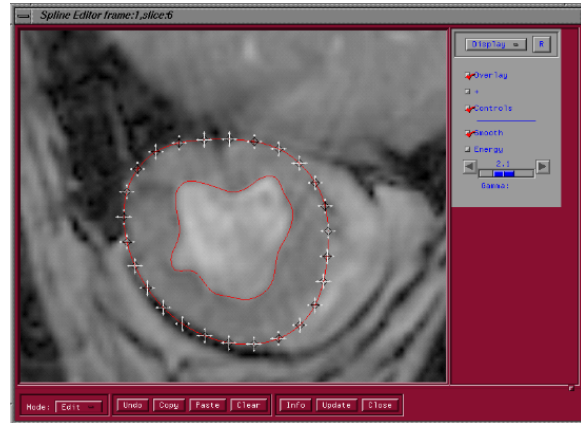 Spline Editor frame:1,slice:6
Display
R
Overlay
+
Controls
Smooth
Energy
2.1
Gamma:
Mode: Edit
Undo Copy Paste Clear
Info Update Close